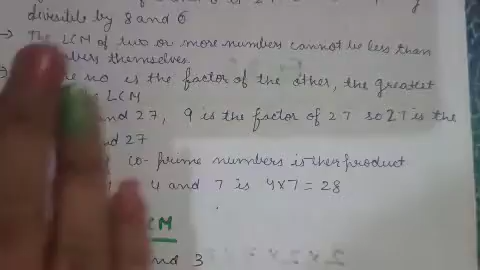 divisible by 8 and 6
→ The LCM of two or more numbers cannot be less than
numbers themselves.
no is the factor of the other, the greatest
LCM
and 27, 9 is the factor of 27 so 27 is the
and 27
co-prime numbers is their product
4 and 7 is 4×7 = 28
CM
and 3